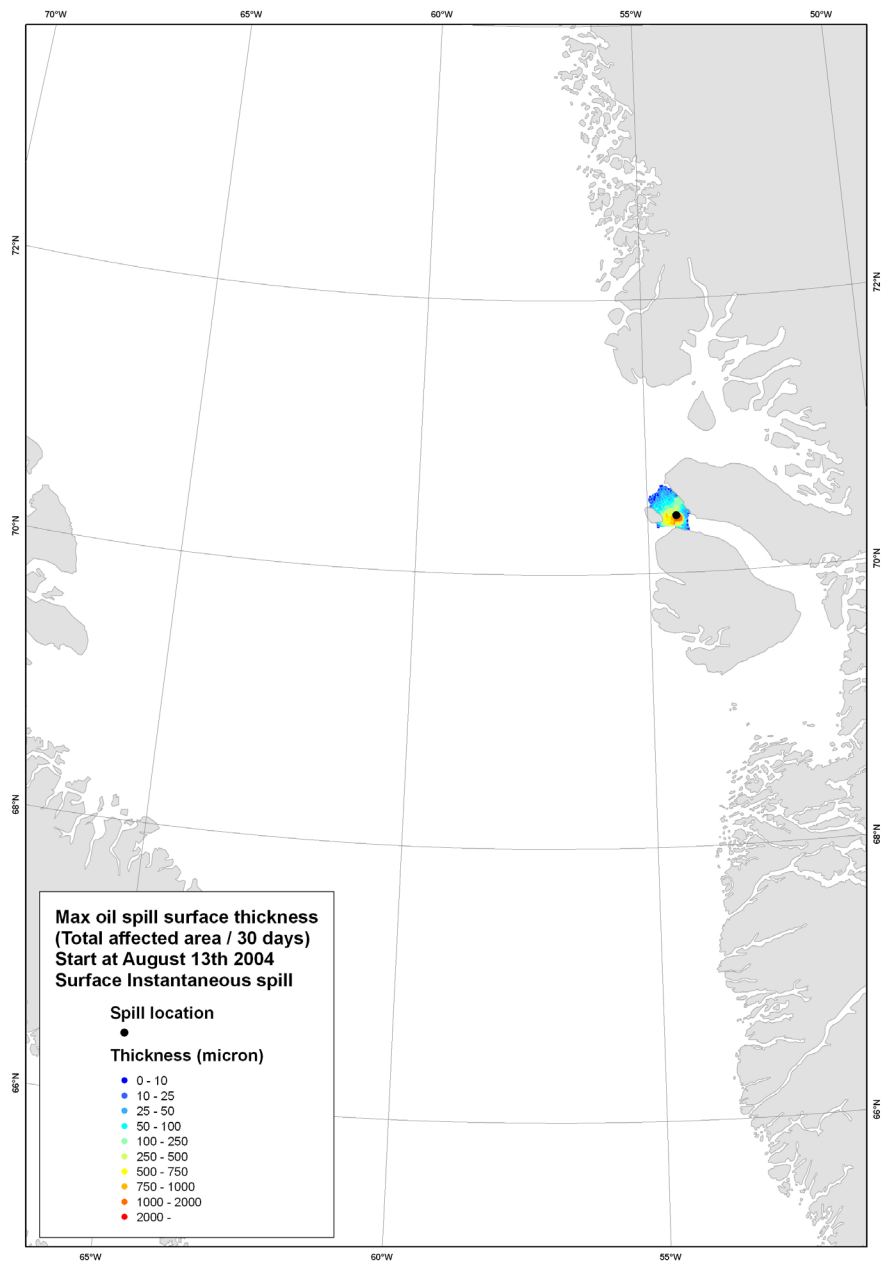 70°W 65°W 60°W 55°W 50°W
72°N 72°N
70°N 70°N
68°N 68°N
Max oil spill surface thickness
(Total affected area / 30 days)
Start at August 13th 2004
Surface Instantaneous spill
Spill location
Thickness (micron)
66°N 66°N
0 - 10
10 - 25
25 - 50
50 - 100
100 - 250
250 - 500
500 - 750
750 - 1000
1000 - 2000
2000 -
65°W 60°W 55°W